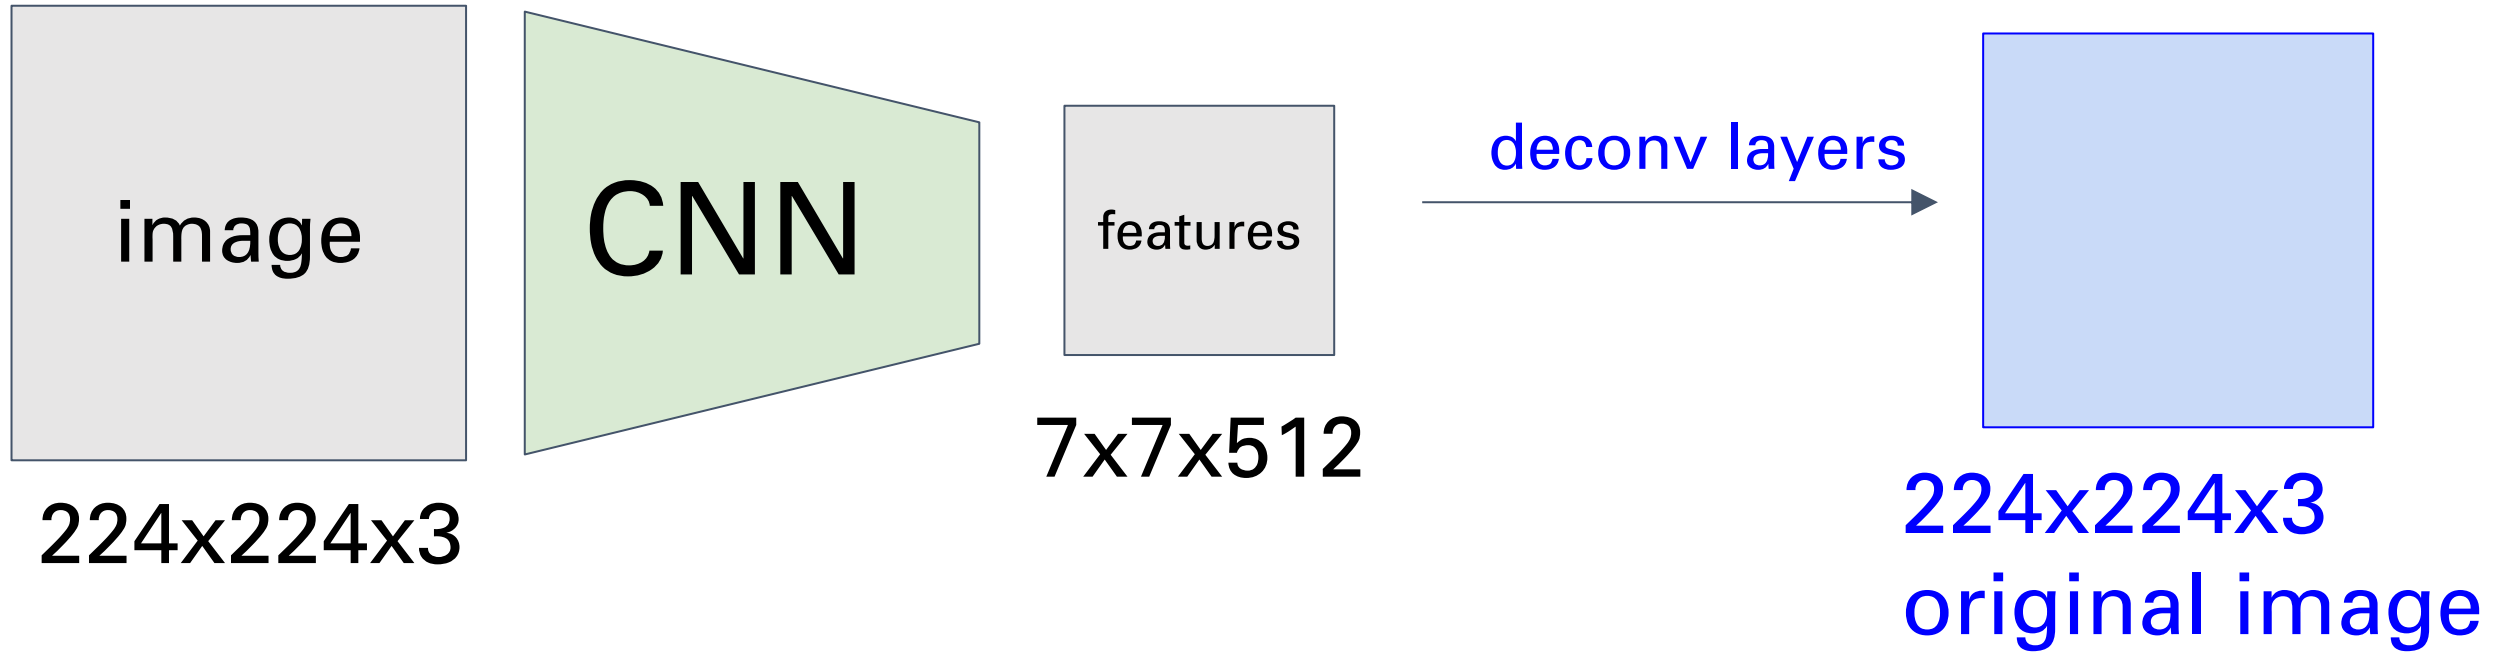 image
224x224x3
CNN
features
7x7x512
deconv layers
224x224x3
original image